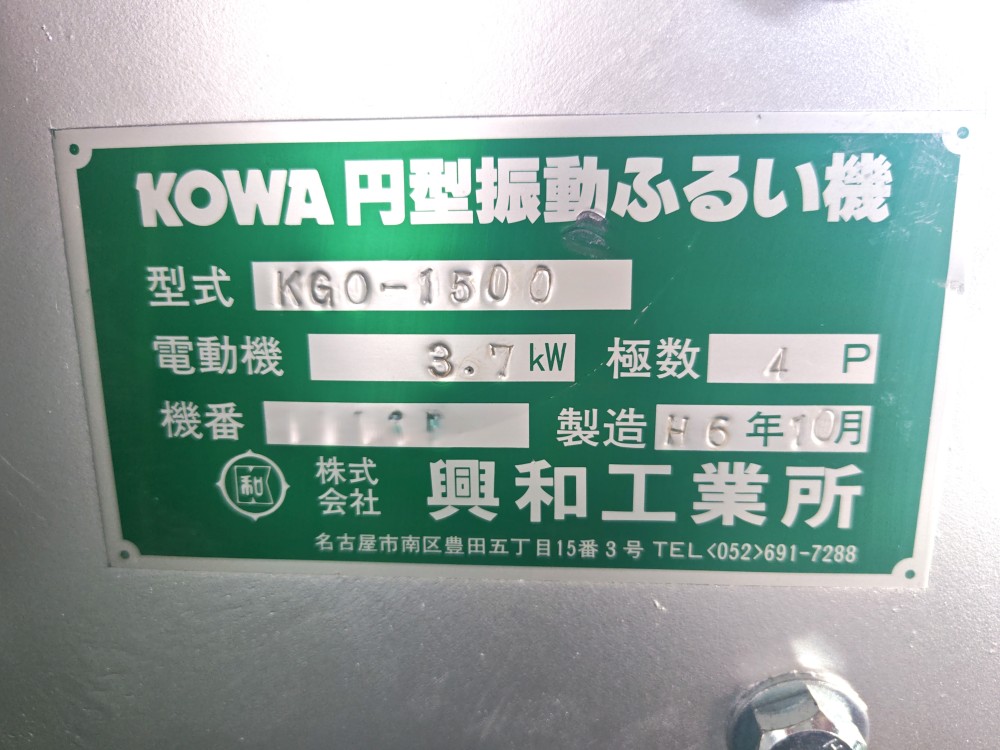 KOWA 円型振動ふるい機
型式 KGO-1500
電動機 3.7 kW 極数 4 P
機番 製造 H6年10月
和 株式会社 興和工業所
名古屋市南区豊田五丁目15番3号 TEL<052>691-7288